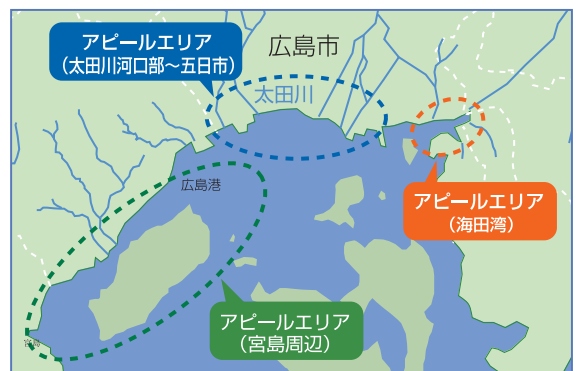 アピールエリア
（太田川河口部～五日市）
広島市
太田川
広島港
アピールエリア
（海田湾）
アピールエリア
（宮島周辺）
宮島